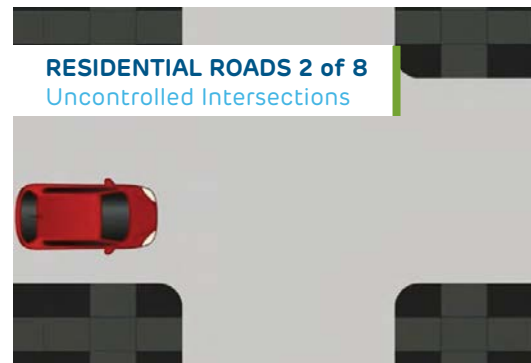 RESIDENTIAL ROADS 2 of 8
Uncontrolled Intersections